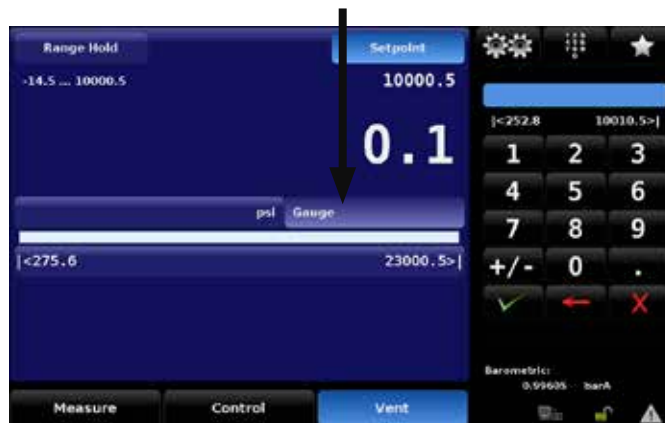 Range Hold
Setpoint
-14.5 ... 10000.5
10000.5
0.1
psi
Gauge
|<275.6
23000.5>|
Measure
Control
Vent
|<252.8
10010.5>|
1 2 3
4 5 6
7 8 9
+/- 0 .
Barometric:
0.99605 barA